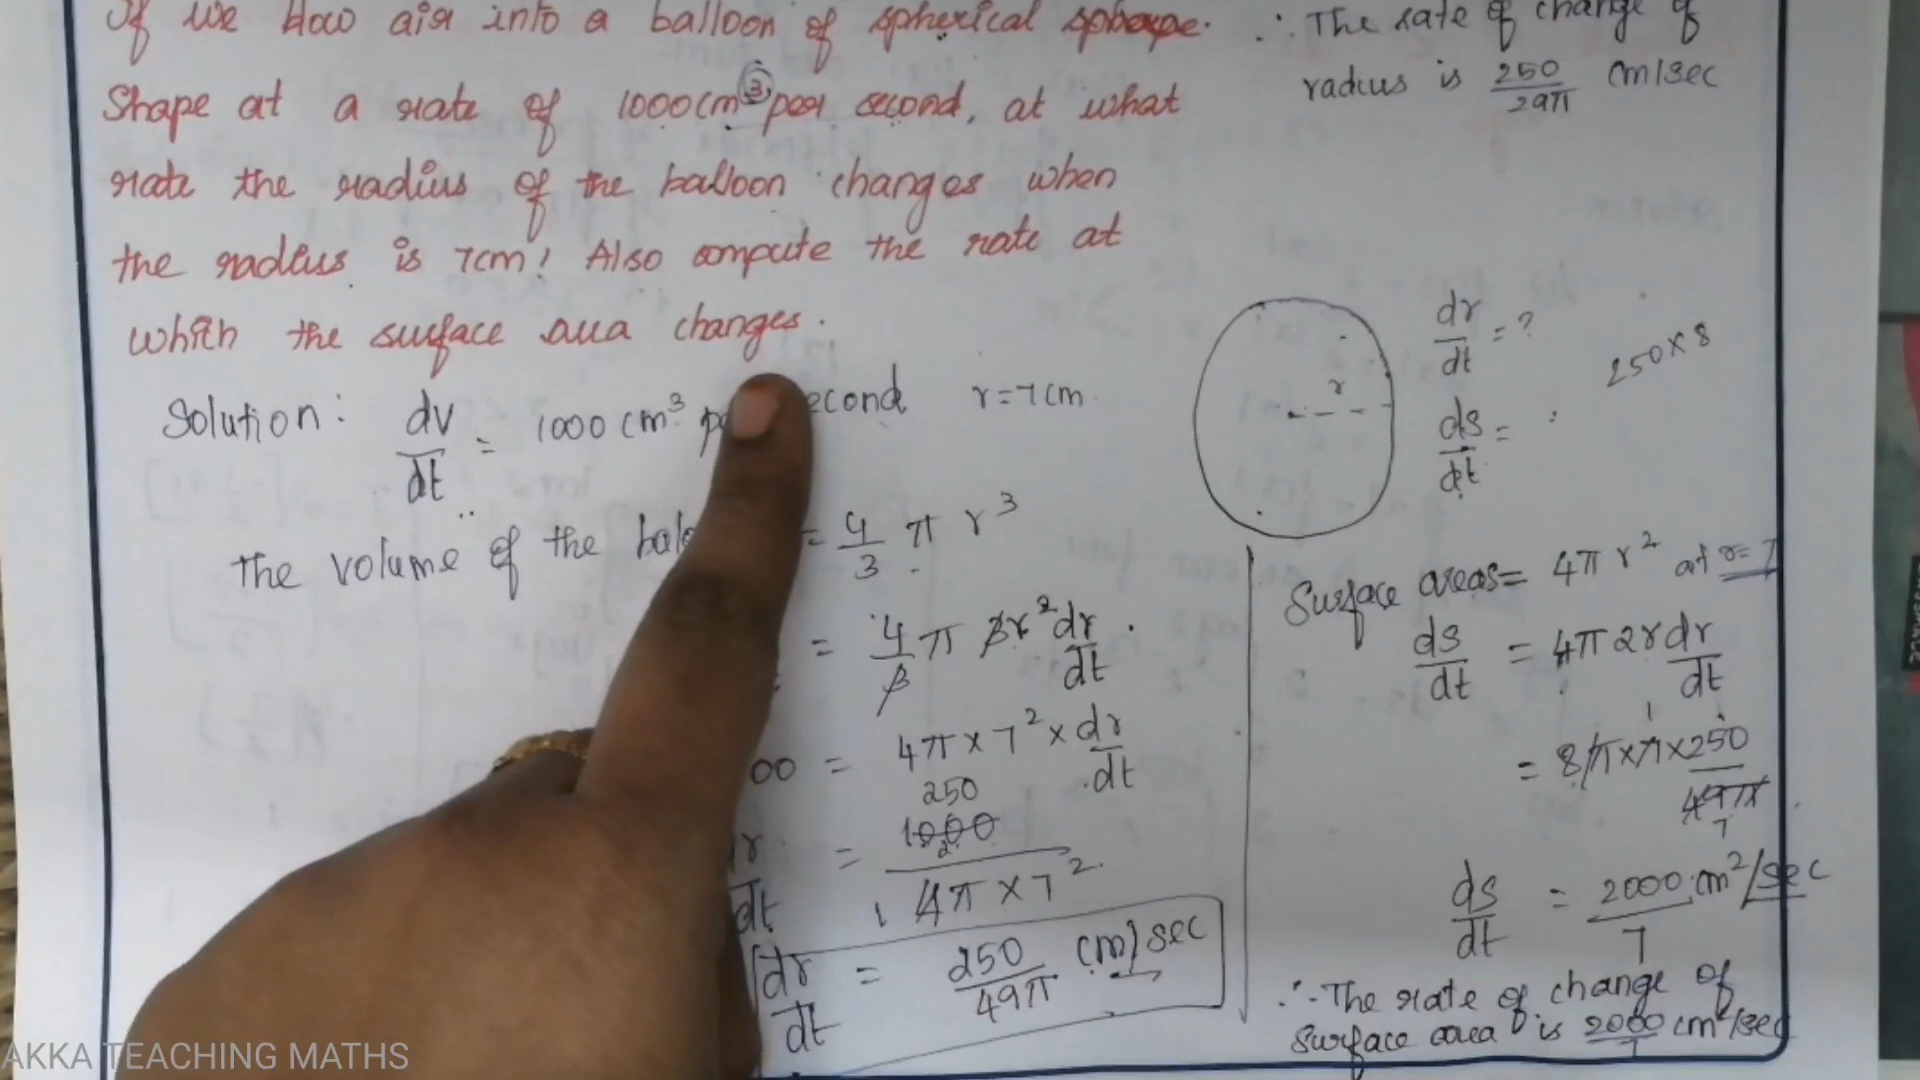 If we blow air into a balloon of spherical
Shape at a rate of 1000cm³ per second, at what
rate the radius of the balloon changes when
the radius is 7cm! Also compute the rate at
which the surface area changes.
Solution: dv/dt = 1000 cm³ second r=7cm
The volume of the = 4/3 π r³
= 4/3 π 3r² dr/dt
00 = 4π × 7² × dr/dt
= 1000/4π × 7²
250
dr/dt = 250/49π cm/sec
∴ The rate of change of
radius is 250/29π cm/sec
r
dr/dt = ?
ds/dt =
250×8
Surface areas = 4πr² at r=7
ds/dt = 4π2r dr/dt
= 8π×7×250/49π
7
ds/dt = 2000/7 cm²/sec
∴ The rate of change of
surface area is 2000/7 cm²/sec
AKKA TEACHING MATHS